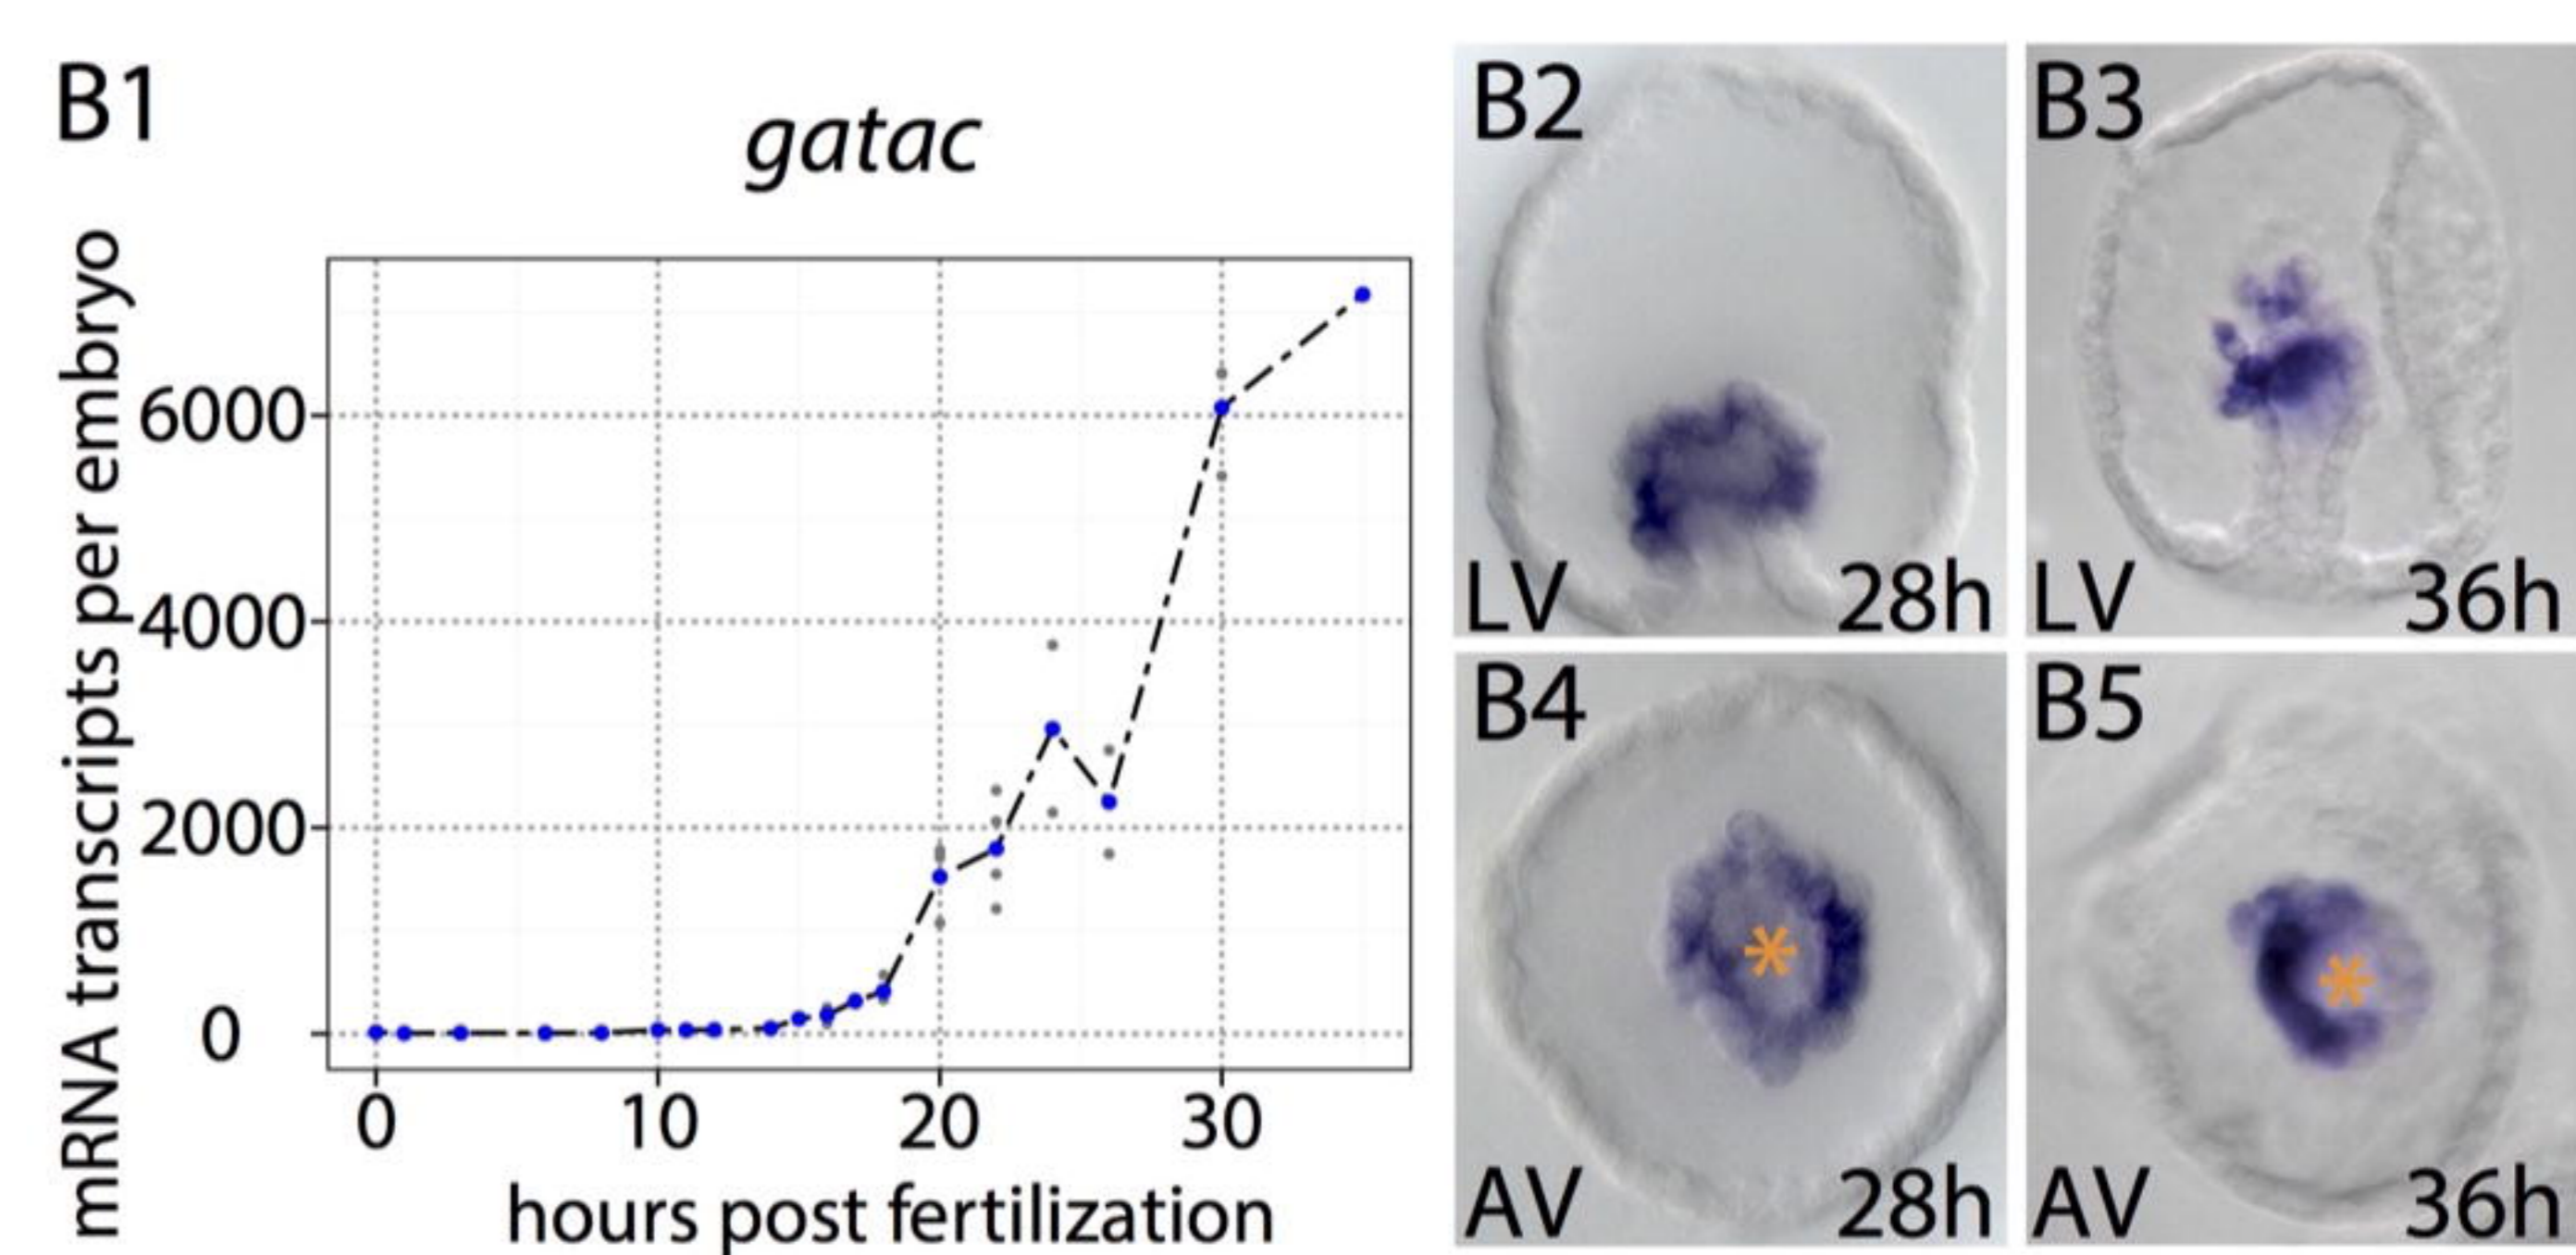 B1
gatac
mRNA transcripts per embryo
6000
4000
2000
0
0 10 20 30
hours post fertilization
B2
LV 28h
B3
LV 36h
B4
*
AV 28h
B5
*
AV 36h